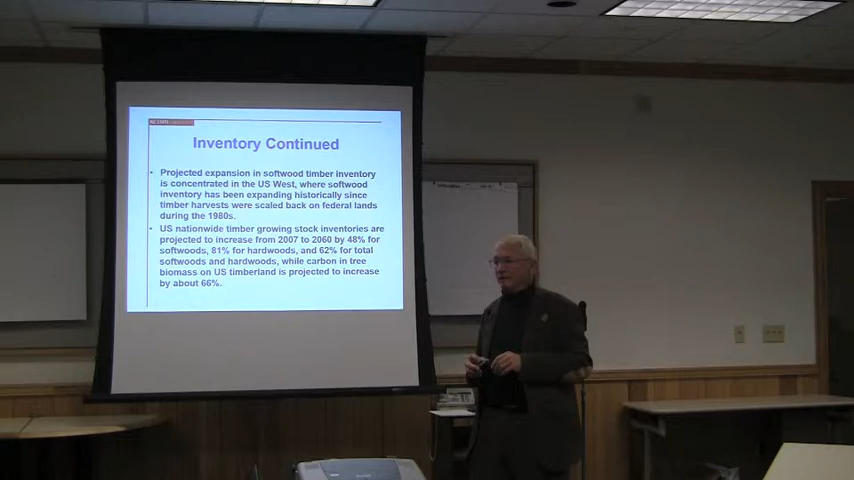 NC STATE
Inventory Continued
• Projected expansion in softwood timber inventory
is concentrated in the US West, where softwood
inventory has been expanding historically since
timber harvests were scaled back on federal lands
during the 1980s.
• US nationwide timber growing stock inventories are
projected to increase from 2007 to 2060 by 48% for
softwoods, 81% for hardwoods, and 62% for total
softwoods and hardwoods, while carbon in tree
biomass on US timberland is projected to increase
by about 66%.